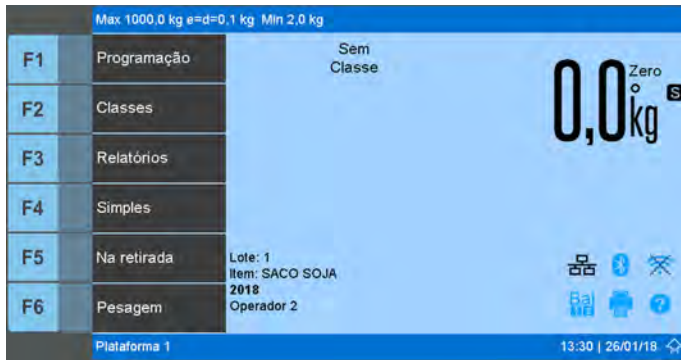 Max 1000,0 kg e=d=0,1 kg Min 2,0 kg
F1 Programação
F2 Classes
F3 Relatórios
F4 Simples
F5 Na retirada
F6 Pesagem
Sem
Classe
Zero
0,0 kg
S
Lote: 1
Item: SACO SOJA
2018
Operador 2
Bal
?
Plataforma 1
13:30 | 26/01/18